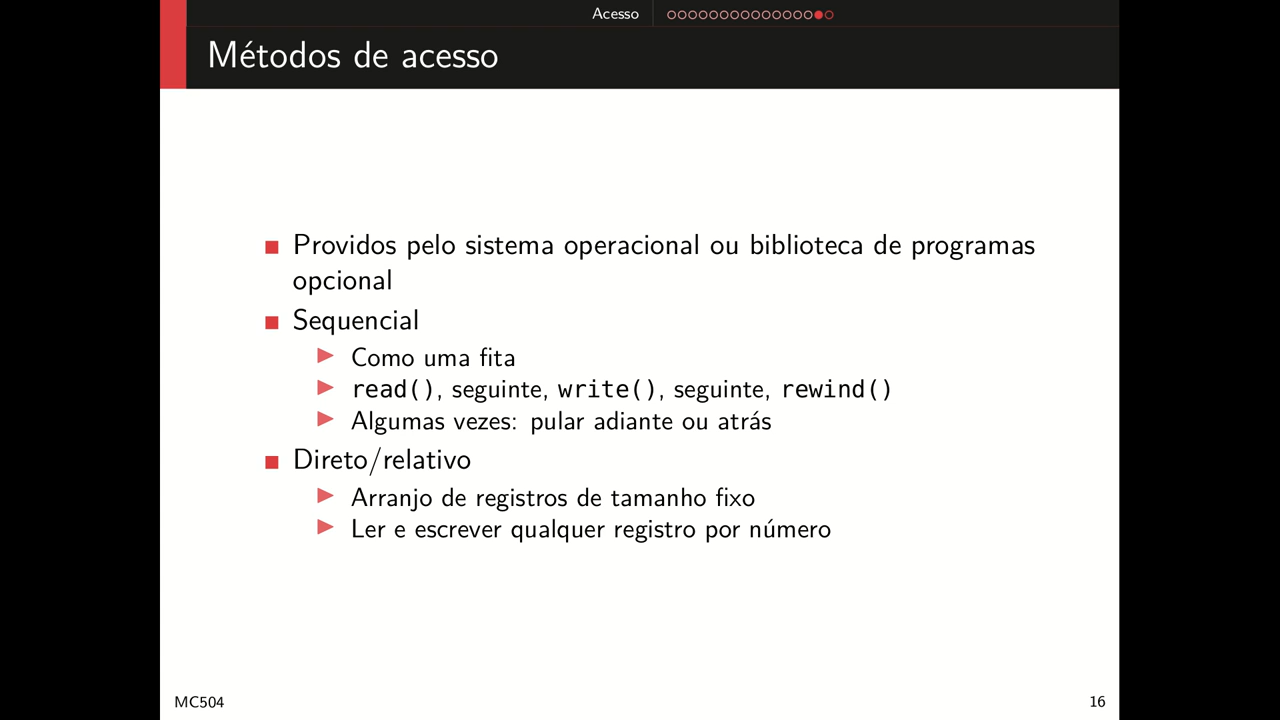 Acesso
Métodos de acesso
Providos pelo sistema operacional ou biblioteca de programas
opcional
Sequencial
Como uma fita
read(), seguinte, write(), seguinte, rewind()
Algumas vezes: pular adiante ou atrás
Direto/relativo
Arranjo de registros de tamanho fixo
Ler e escrever qualquer registro por número
MC504
16